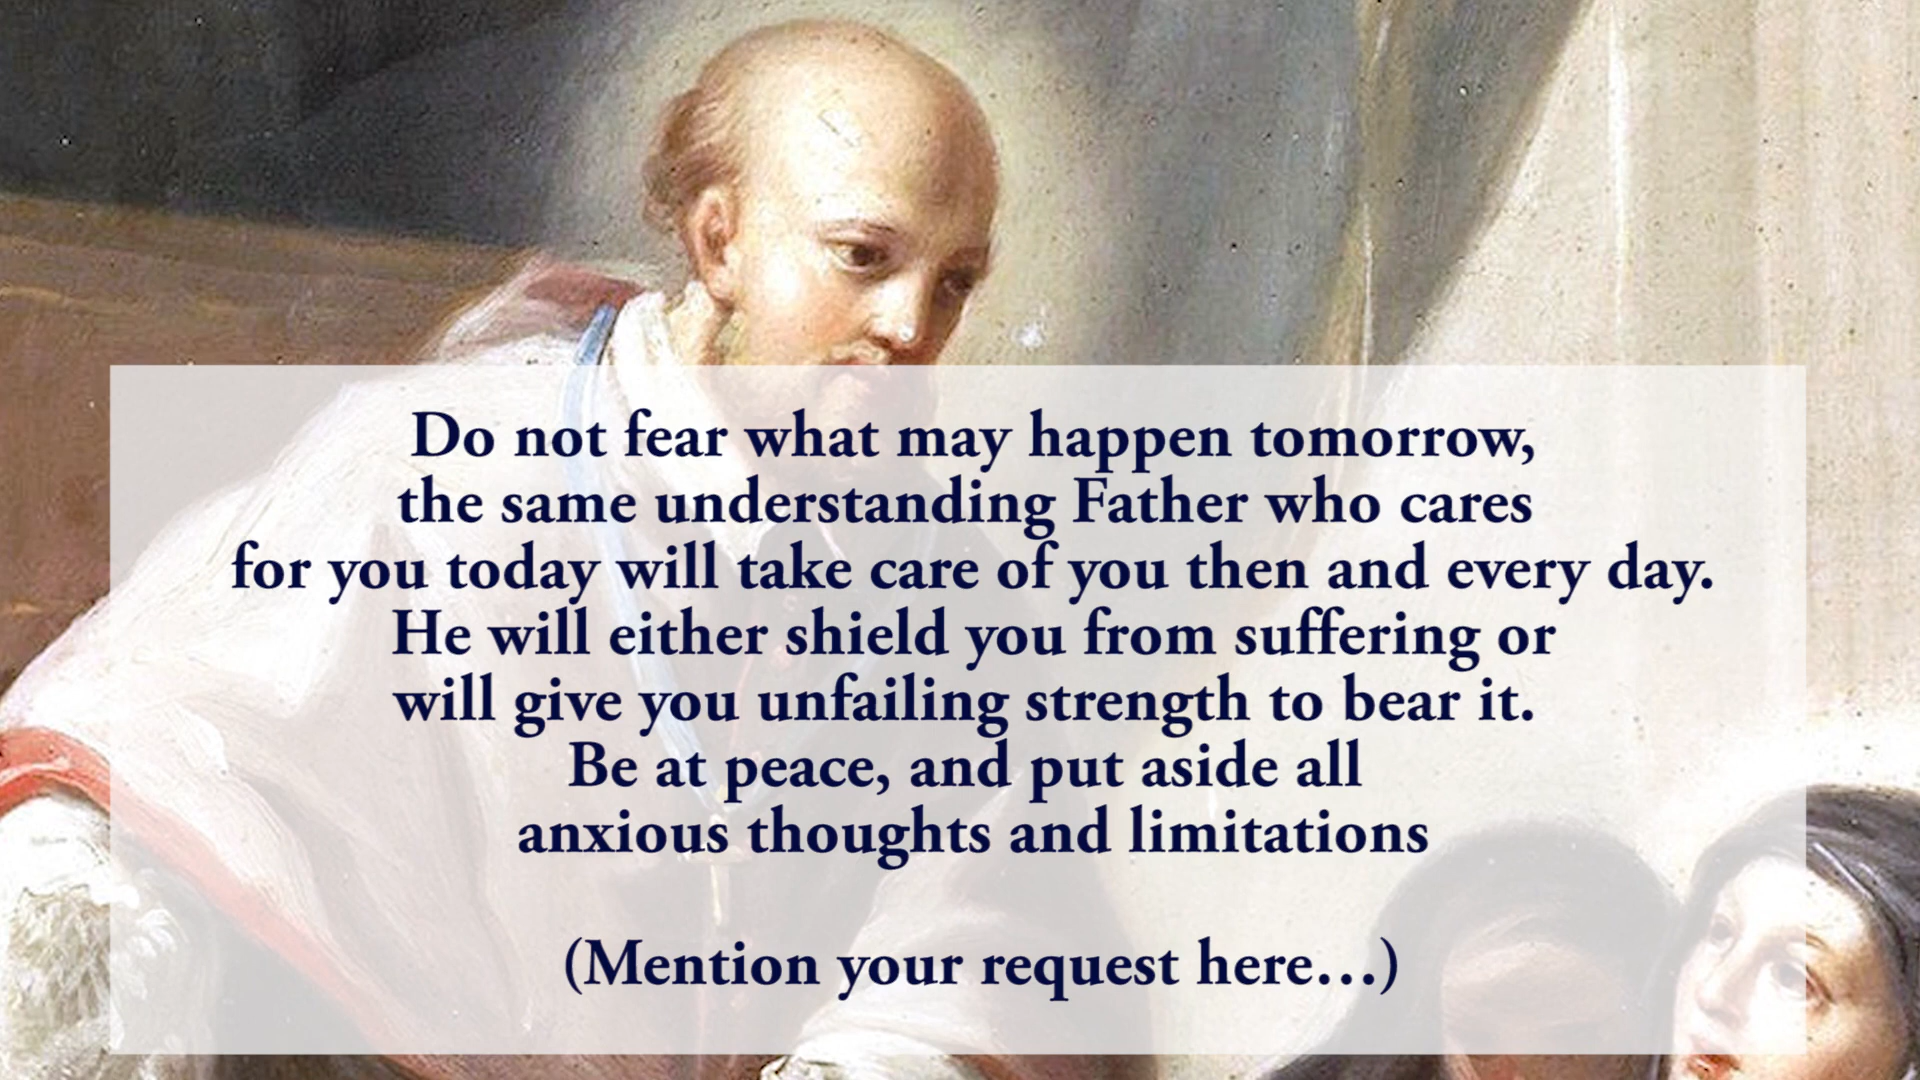 Do not fear what may happen tomorrow,
the same understanding Father who cares
for you today will take care of you then and every day.
He will either shield you from suffering or
will give you unfailing strength to bear it.
Be at peace, and put aside all
anxious thoughts and limitations
(Mention your request here…)